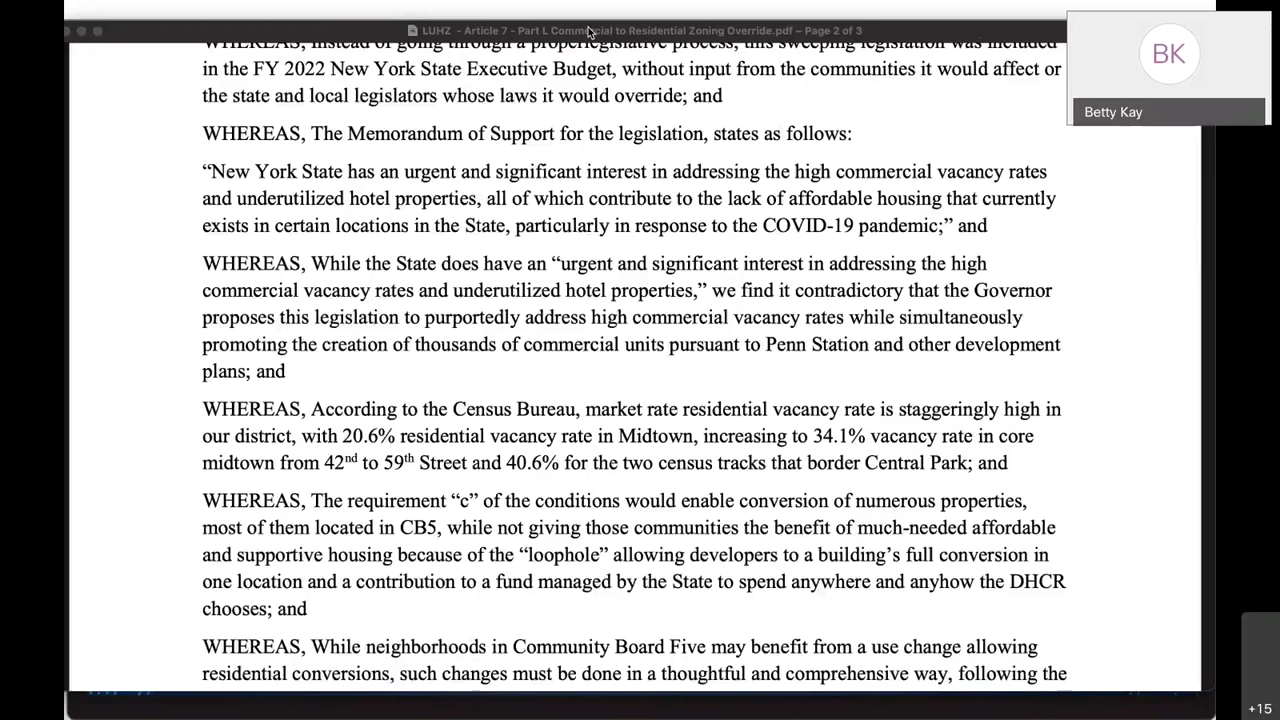 LUHZ - Article 7 - Part L Commercial to Residential Zoning Override.pdf – Page 2 of 3
BK
Betty Kay
WHEREAS, Instead of going through a proper legislative process, this sweeping legislation was included
in the FY 2022 New York State Executive Budget, without input from the communities it would affect or
the state and local legislators whose laws it would override; and
WHEREAS, The Memorandum of Support for the legislation, states as follows:
“New York State has an urgent and significant interest in addressing the high commercial vacancy rates
and underutilized hotel properties, all of which contribute to the lack of affordable housing that currently
exists in certain locations in the State, particularly in response to the COVID-19 pandemic;” and
WHEREAS, While the State does have an “urgent and significant interest in addressing the high
commercial vacancy rates and underutilized hotel properties,” we find it contradictory that the Governor
proposes this legislation to purportedly address high commercial vacancy rates while simultaneously
promoting the creation of thousands of commercial units pursuant to Penn Station and other development
plans; and
WHEREAS, According to the Census Bureau, market rate residential vacancy rate is staggeringly high in
our district, with 20.6% residential vacancy rate in Midtown, increasing to 34.1% vacancy rate in core
midtown from 42nd to 59th Street and 40.6% for the two census tracks that border Central Park; and
WHEREAS, The requirement “c” of the conditions would enable conversion of numerous properties,
most of them located in CB5, while not giving those communities the benefit of much-needed affordable
and supportive housing because of the “loophole” allowing developers to a building’s full conversion in
one location and a contribution to a fund managed by the State to spend anywhere and anyhow the DHCR
chooses; and
WHEREAS, While neighborhoods in Community Board Five may benefit from a use change allowing
residential conversions, such changes must be done in a thoughtful and comprehensive way, following the
+15